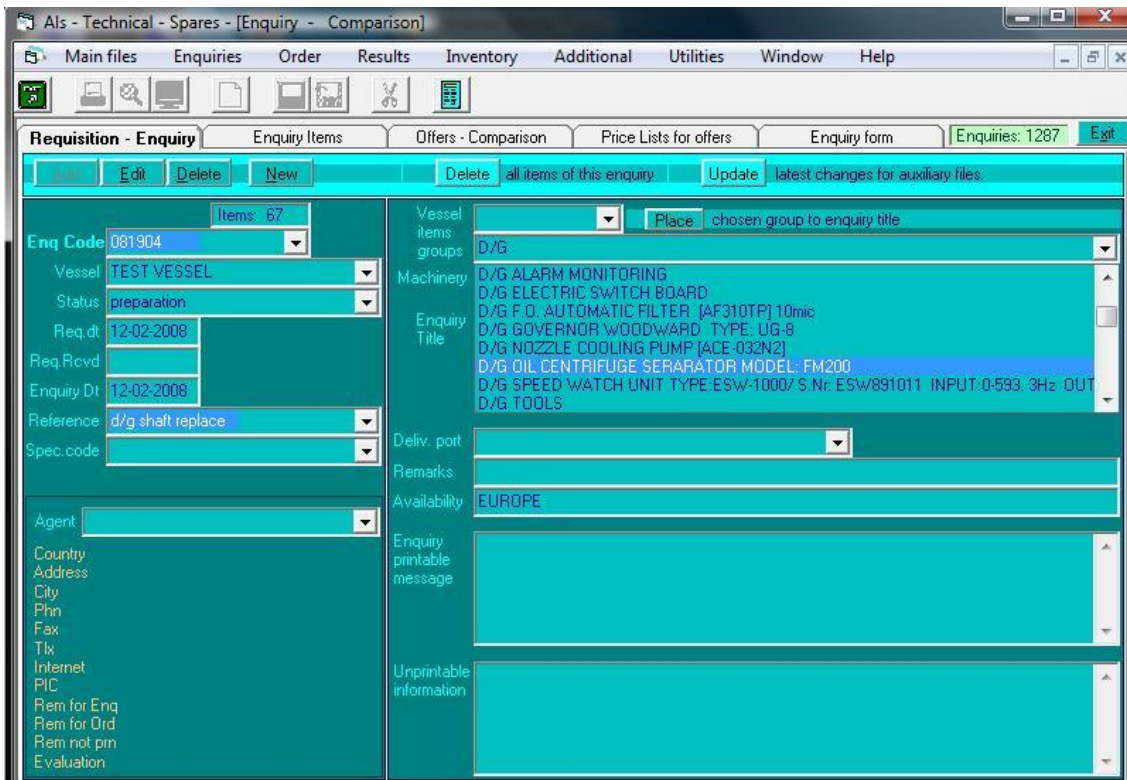 Als - Technical - Spares - [Enquiry - Comparison]
Main files Enquiries Order Results Inventory Additional Utilities Window Help
Requisition - Enquiry Enquiry Items Offers - Comparison Price Lists for offers Enquiry form Enquiries: 1287 Exit
Edit Delete New Delete all items of this enquiry Update latest changes for auxiliary files.
Items: 67
Enq Code 081904
Vessel TEST VESSEL
Status preparation
Req.dt 12-02-2008
Req.Rcvd
Enquiry Dt 12-02-2008
Reference d/g shaft replace
Spec.code
Agent
Country
Address
City
Phn
Fax
Tlx
Internet
PIC
Rem for Enq
Rem for Ord
Rem not prn
Evaluation
Vessel items groups
Place chosen group to enquiry title
D/G
Machinery
D/G ALARM MONITORING
D/G ELECTRIC SWITCH BOARD
Enquiry Title
D/G F.O. AUTOMATIC FILTER [AF310TP] 10mic
D/G GOVERNOR WOODWARD TYPE: UG-8
D/G NOZZLE COOLING PUMP [ACE-032N2]
D/G OIL CENTRIFUGE SERARATOR MODEL: FM200
D/G SPEED WATCH UNIT TYPE:ESW-1000/ S.Nr. ESW891011 INPUT:0-593. 3Hz OUT
D/G TOOLS
Deliv. port
Remarks
Availability EUROPE
Enquiry printable message
Unprintable information